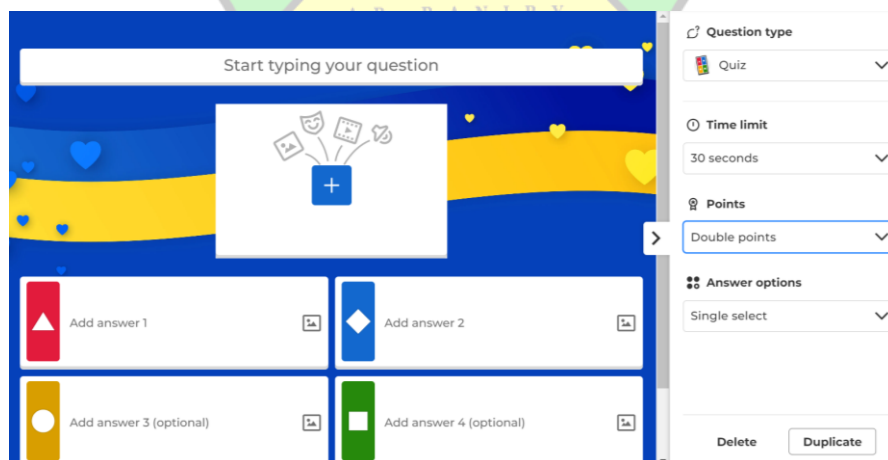 Start typing your question
Add answer 1
Add answer 2
Add answer 3 (optional)
Add answer 4 (optional)
Question type
Quiz
Time limit
30 seconds
Points
Double points
Answer options
Single select
Delete
Duplicate